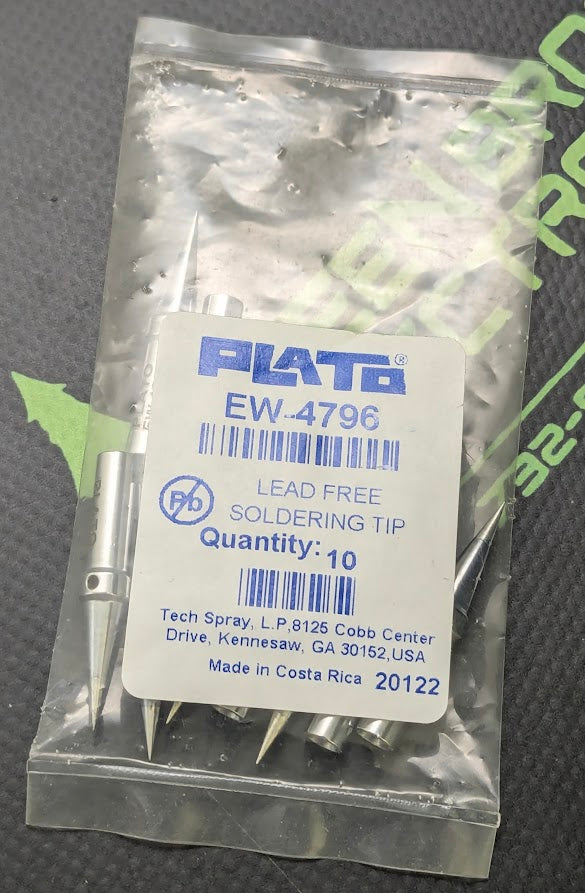 PLATO®
EW-4796
Pb
LEAD FREE
SOLDERING TIP
Quantity: 10
Tech Spray, L.P,8125 Cobb Center
Drive, Kennesaw, GA 30152,USA
Made in Costa Rica 20122